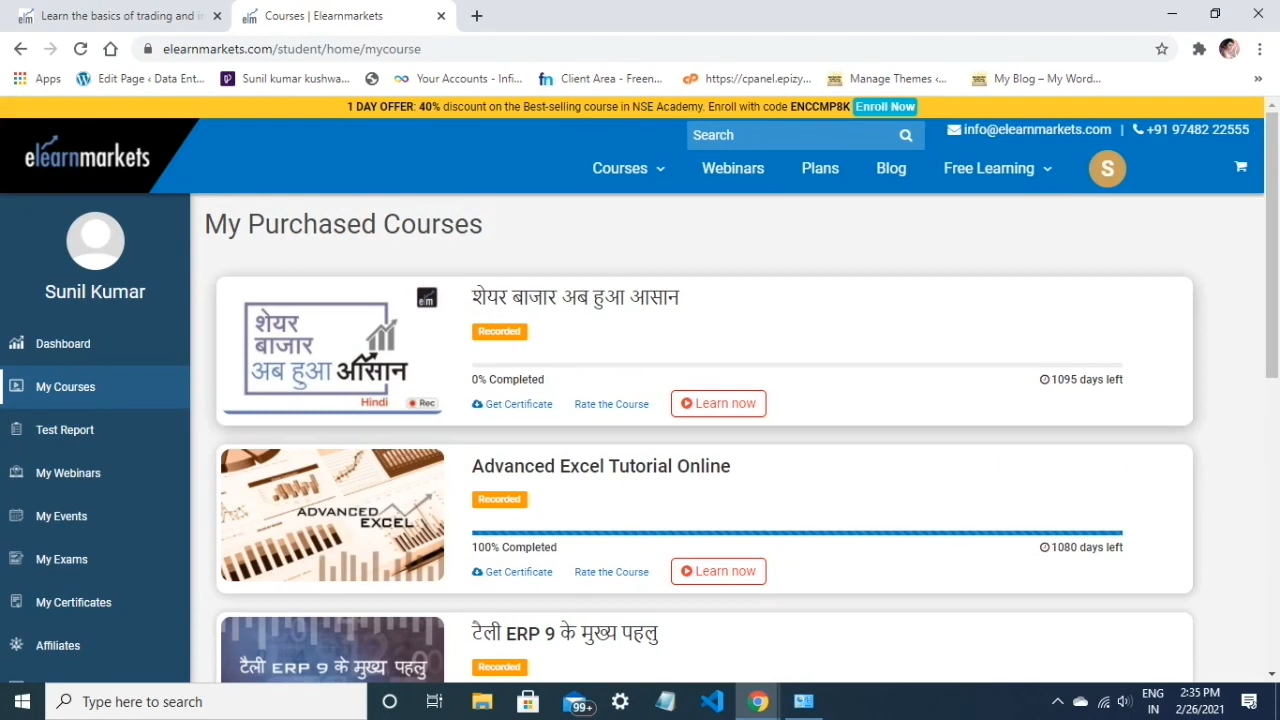 Learn the basics of trading and i
Courses | Elearnmarkets
elearnmarkets.com/student/home/mycourse
Apps
Edit Page ‹ Data Ent...
Sunil kumar kushwa...
Your Accounts - Infi...
Client Area - Freen...
https://cpanel.epizy...
Manage Themes ‹...
My Blog – My Word...
1 DAY OFFER: 40% discount on the Best-selling course in NSE Academy. Enroll with code ENCCMP8K Enroll Now
elearnmarkets
Search
info@elearnmarkets.com | +91 97482 22555
Courses
Webinars
Plans
Blog
Free Learning
S
Sunil Kumar
Dashboard
My Courses
Test Report
My Webinars
My Events
My Exams
My Certificates
Affiliates
My Purchased Courses
elm
शेयर
बाजार
अब हुआ आसान
Hindi
Rec
शेयर बाजार अब हुआ आसान
Recorded
0% Completed
1095 days left
Get Certificate
Rate the Course
Learn now
ADVANCED
EXCEL
Advanced Excel Tutorial Online
Recorded
100% Completed
1080 days left
Get Certificate
Rate the Course
Learn now
टैली ERP 9 के मुख्य पहलु
टैली ERP 9 के मुख्य पहलु
Recorded
Type here to search
99+
ENG
IN
2:35 PM
2/26/2021